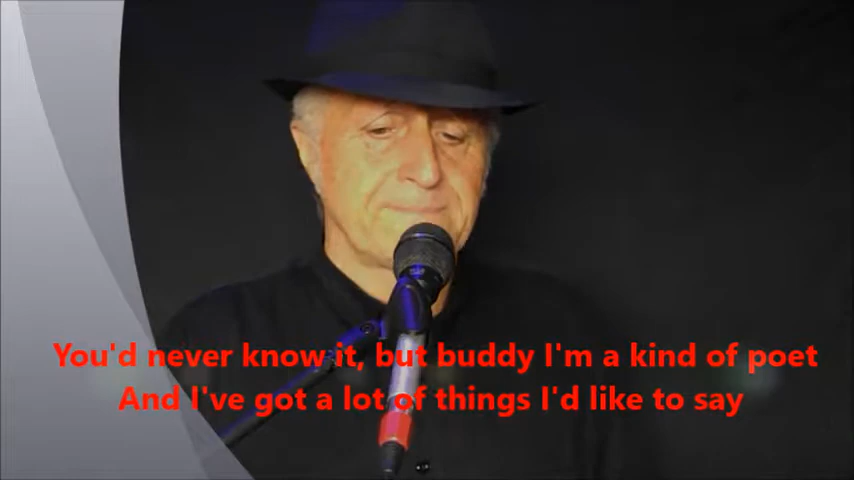 You'd never know it, but buddy I'm a kind of poet
And I've got a lot of things I'd like to say